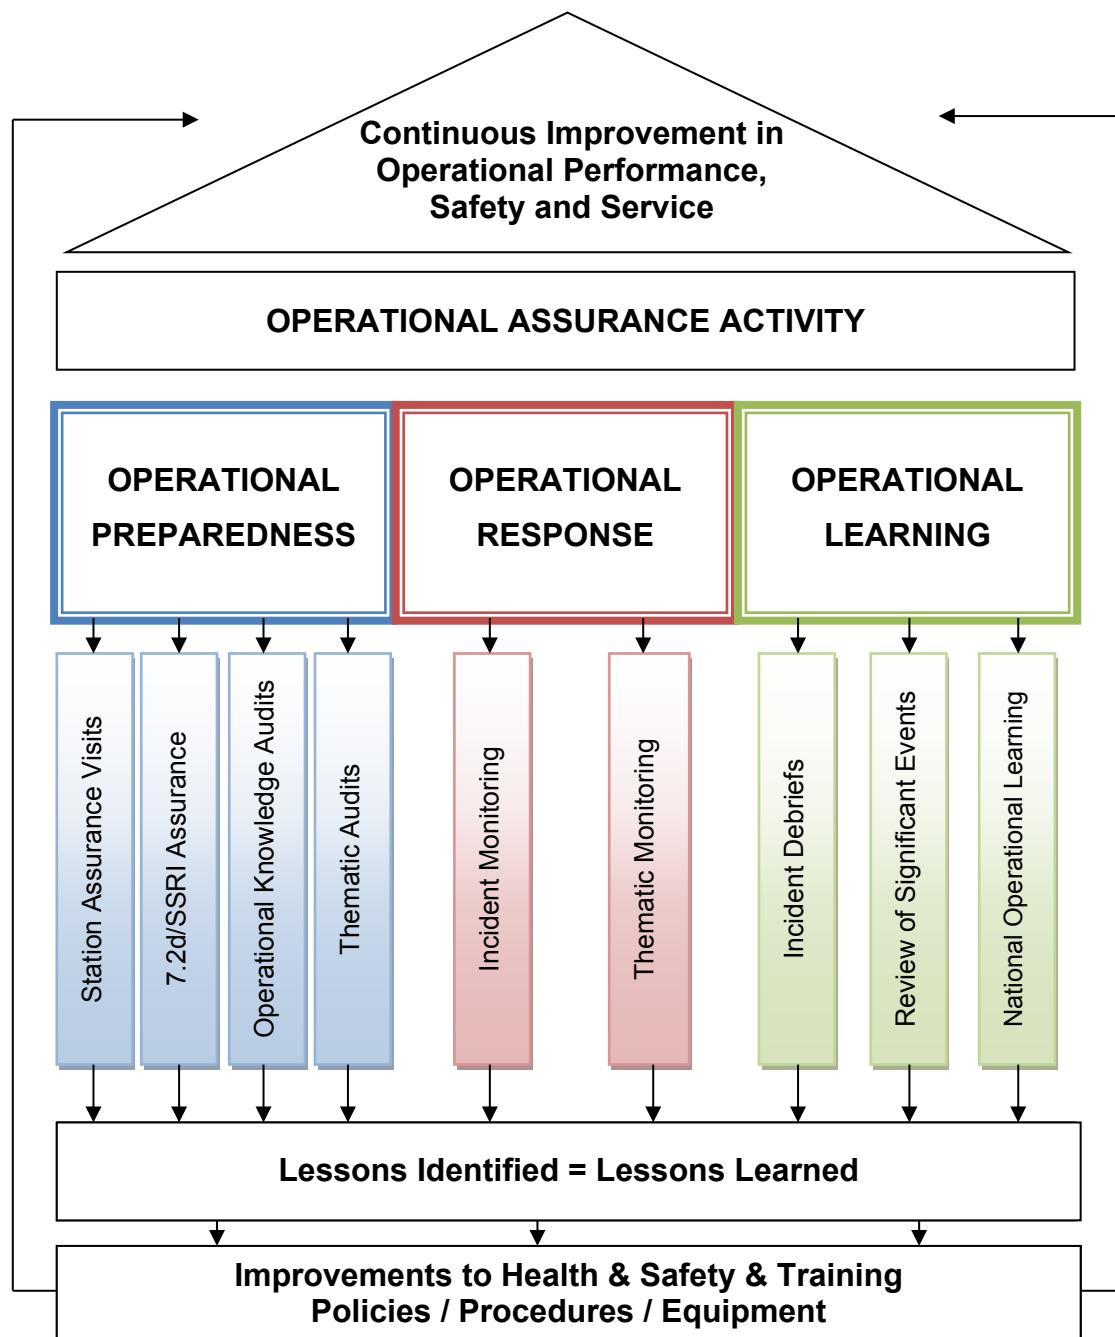 Continuous Improvement in
Operational Performance,
Safety and Service
OPERATIONAL ASSURANCE ACTIVITY
OPERATIONAL
PREPAREDNESS
OPERATIONAL
RESPONSE
OPERATIONAL
LEARNING
Station Assurance Visits
7.2d/SSRI Assurance
Operational Knowledge Audits
Thematic Audits
Incident Monitoring
Thematic Monitoring
Incident Debriefs
Review of Significant Events
National Operational Learning
Lessons Identified = Lessons Learned
Improvements to Health & Safety & Training
Policies / Procedures / Equipment